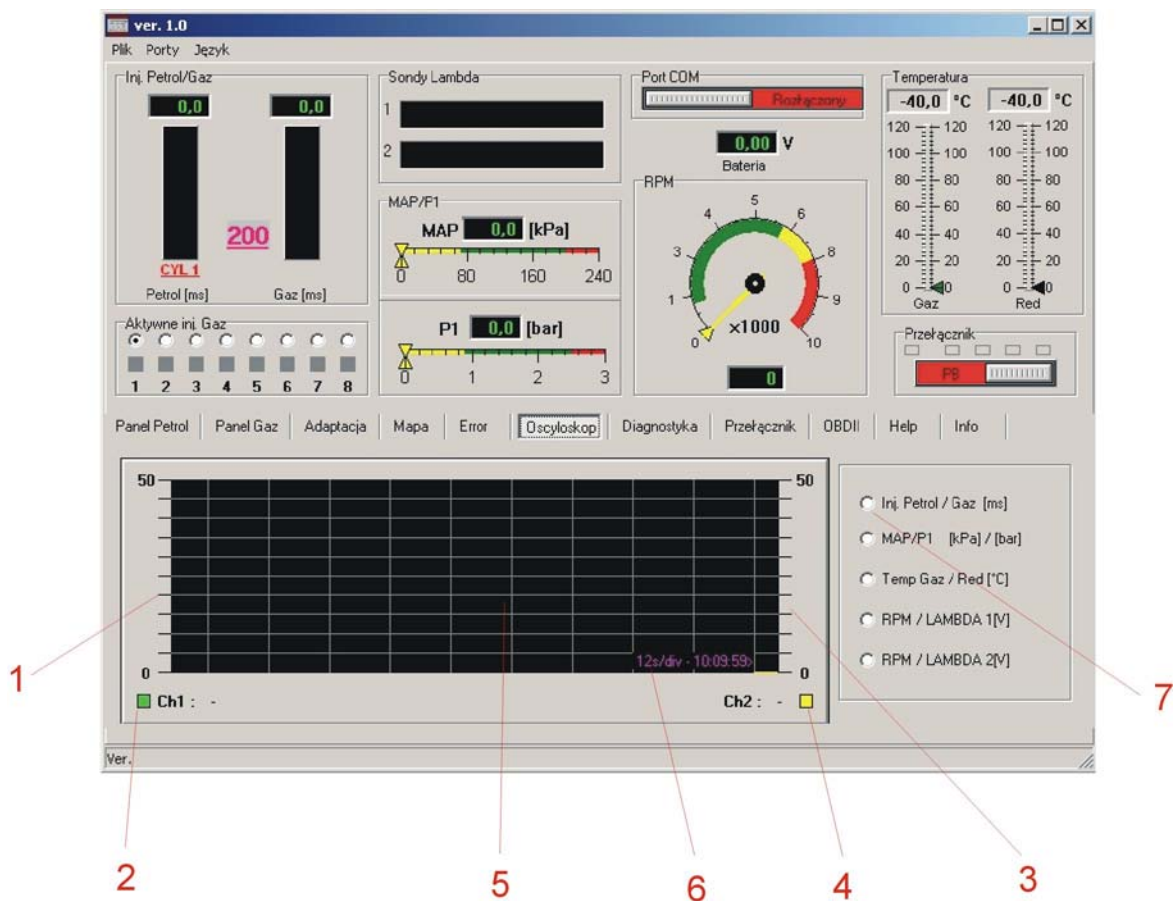 ver. 1.0
Plik Porty Język
Inj. Petrol/Gaz
0,0 0,0
200
CYL 1
Petrol [ms] Gaz [ms]
Aktywne inj. Gaz
1 2 3 4 5 6 7 8
Sondy Lambda
1
2
MAP/P1
MAP 0,0 [kPa]
0 80 160 240
P1 0,0 [bar]
0 1 2 3
Port COM
Rozłączony
0,00 V
Bateria
RPM
0 1 3 4 5 6 8 9 10
x1000
0
Temperatura
-40,0 °C -40,0 °C
120 120 120 120
100 100 100 100
80 80 80 80
60 60 60 60
40 40 40 40
20 20 20 20
0 0 0 0
Gaz Red
Przełącznik
PB
Panel Petrol Panel Gaz Adaptacja Mapa Error Oscyloskop Diagnostyka Przełącznik OBDII Help Info
50 50
0 0
12s/div - 10:09:59>
Ch1 : - Ch2 : -
Inj. Petrol / Gaz [ms]
MAP/P1 [kPa] / [bar]
Temp Gaz / Red [°C]
RPM / LAMBDA 1[V]
RPM / LAMBDA 2[V]
Ver.
1
7
2 5 6 4 3